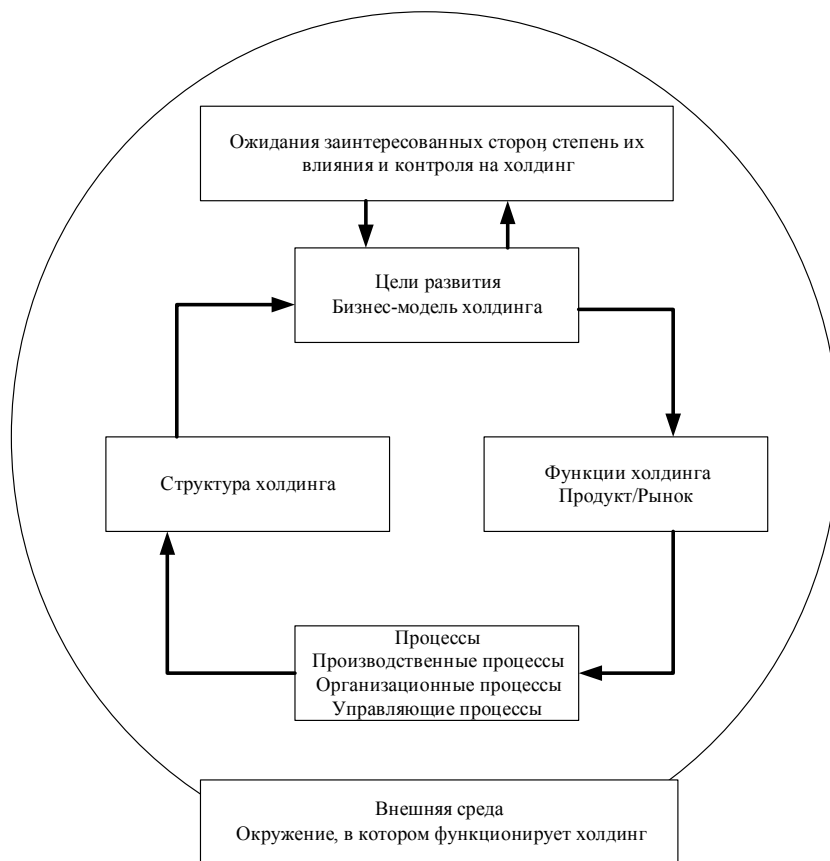 Ожидания заинтересованных сторон, степень их
влияния и контроля на холдинг
Цели развития
Бизнес-модель холдинга
Структура холдинга
Функции холдинга
Продукт/Рынок
Процессы
Производственные процессы
Организационные процессы
Управляющие процессы
Внешняя среда
Окружение, в котором функционирует холдинг